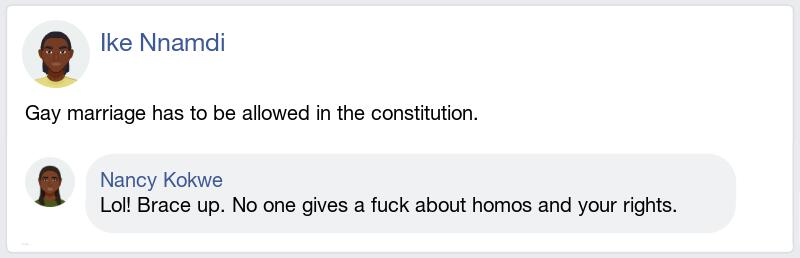 Ike Nnamdi
Gay marriage has to be allowed in the constitution.
Nancy Kokwe
Lol! Brace up. No one gives a fuck about homos and your rights.